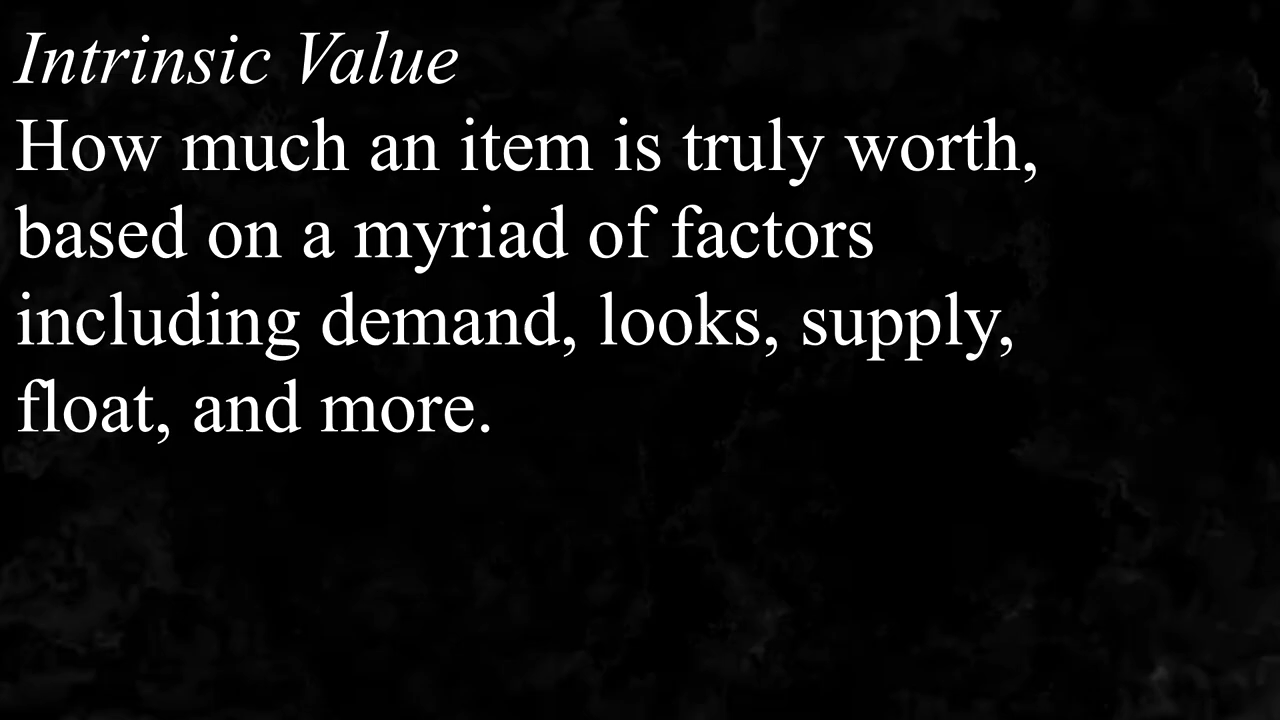 Intrinsic Value
How much an item is truly worth,
based on a myriad of factors
including demand, looks, supply,
float, and more.